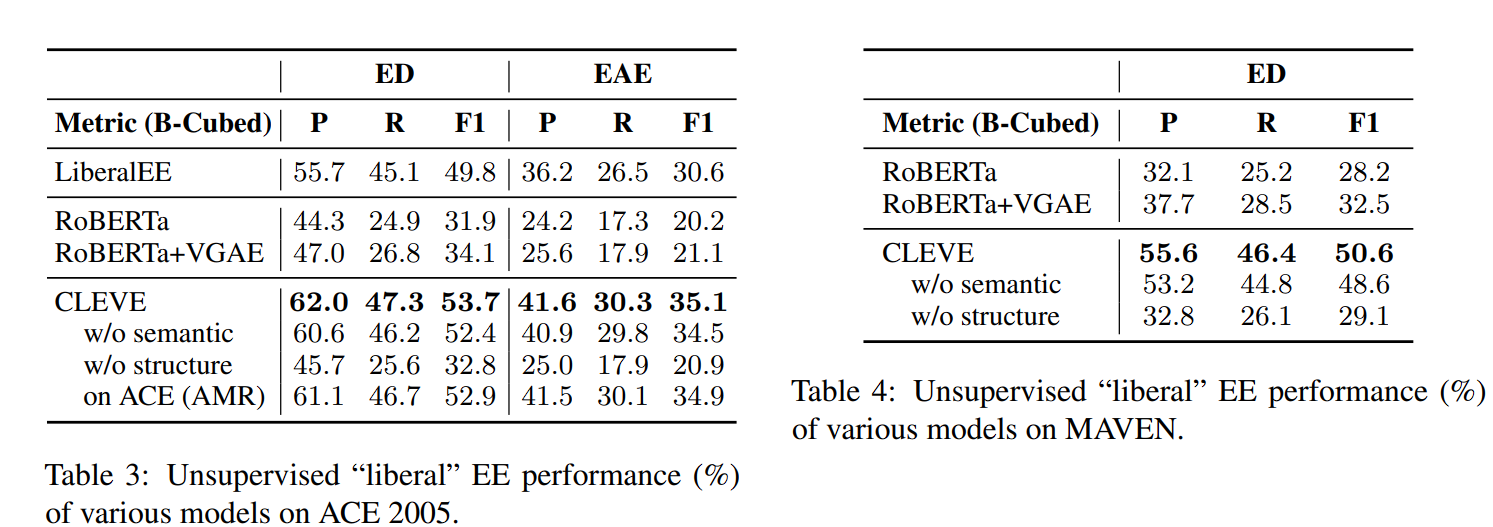 ED EAE
Metric (B-Cubed) P R F1 P R F1
LiberalEE 55.7 45.1 49.8 36.2 26.5 30.6
RoBERTa 44.3 24.9 31.9 24.2 17.3 20.2
RoBERTa+VGAE 47.0 26.8 34.1 25.6 17.9 21.1
CLEVE 62.0 47.3 53.7 41.6 30.3 35.1
w/o semantic 60.6 46.2 52.4 40.9 29.8 34.5
w/o structure 45.7 25.6 32.8 25.0 17.9 20.9
on ACE (AMR) 61.1 46.7 52.9 41.5 30.1 34.9
Table 3: Unsupervised “liberal” EE performance (%)
of various models on ACE 2005.
ED
Metric (B-Cubed) P R F1
RoBERTa 32.1 25.2 28.2
RoBERTa+VGAE 37.7 28.5 32.5
CLEVE 55.6 46.4 50.6
w/o semantic 53.2 44.8 48.6
w/o structure 32.8 26.1 29.1
Table 4: Unsupervised “liberal” EE performance (%)
of various models on MAVEN.